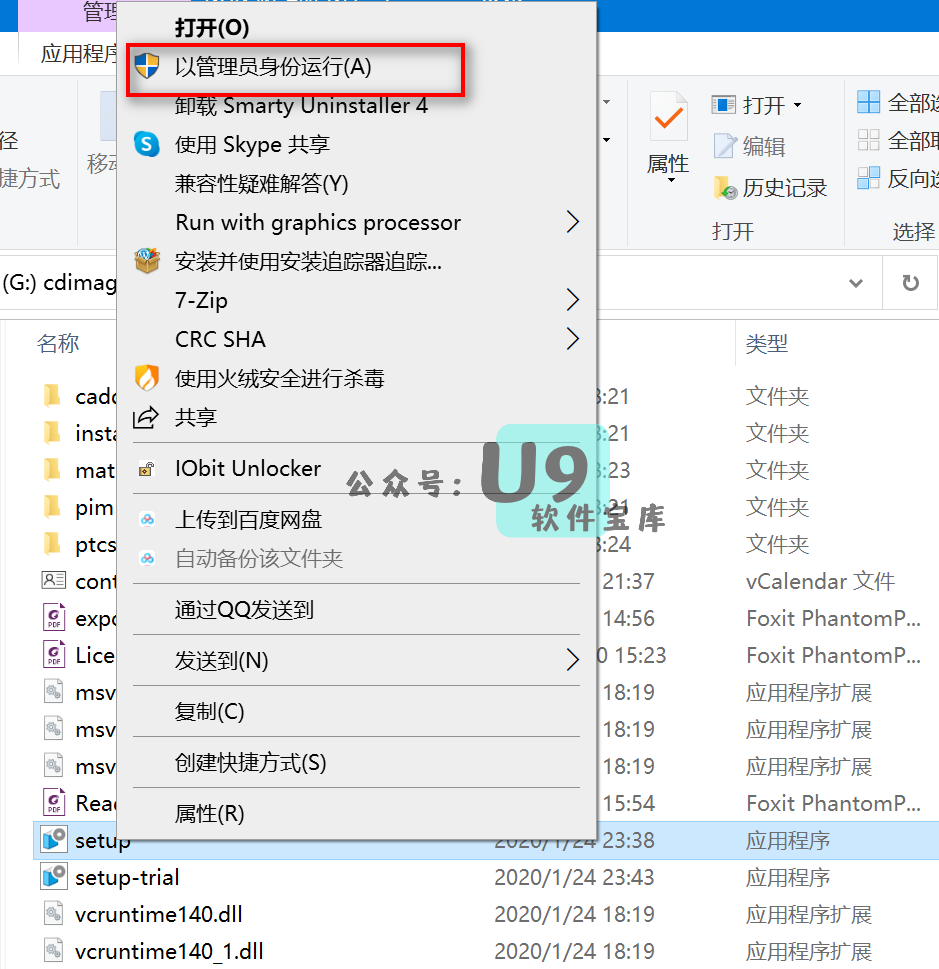 管理
打开(O)
应用程序
以管理员身份运行(A)
卸载 Smarty Uninstaller 4
使用 Skype 共享
兼容性疑难解答(Y)
Run with graphics processor
安装并使用安装追踪器追踪...
7-Zip
CRC SHA
使用火绒安全进行杀毒
共享
IObit Unlocker
上传到百度网盘
自动备份该文件夹
通过QQ发送到
发送到(N)
复制(C)
创建快捷方式(S)
属性(R)
径
捷方式
移动
属性
打开
编辑
历史记录
打开
全部选
全部取
反向选
选择
(G:) cdimag
名称
类型
cadd
3:21
文件夹
insta
3:21
文件夹
mat
3:23
文件夹
pim
3:21
文件夹
ptcs
3:24
文件夹
cont
21:37
vCalendar 文件
expo
14:56
Foxit PhantomP...
Lice
0 15:23
Foxit PhantomP...
msv
18:19
应用程序扩展
msv
18:19
应用程序扩展
msv
18:19
应用程序扩展
Read
15:54
Foxit PhantomP...
setup
2020/1/24 23:38
应用程序
setup-trial
2020/1/24 23:43
应用程序
vcruntime140.dll
2020/1/24 18:19
应用程序扩展
vcruntime140_1.dll
2020/1/24 18:19
应用程序扩展
公众号：U9
软件宝库